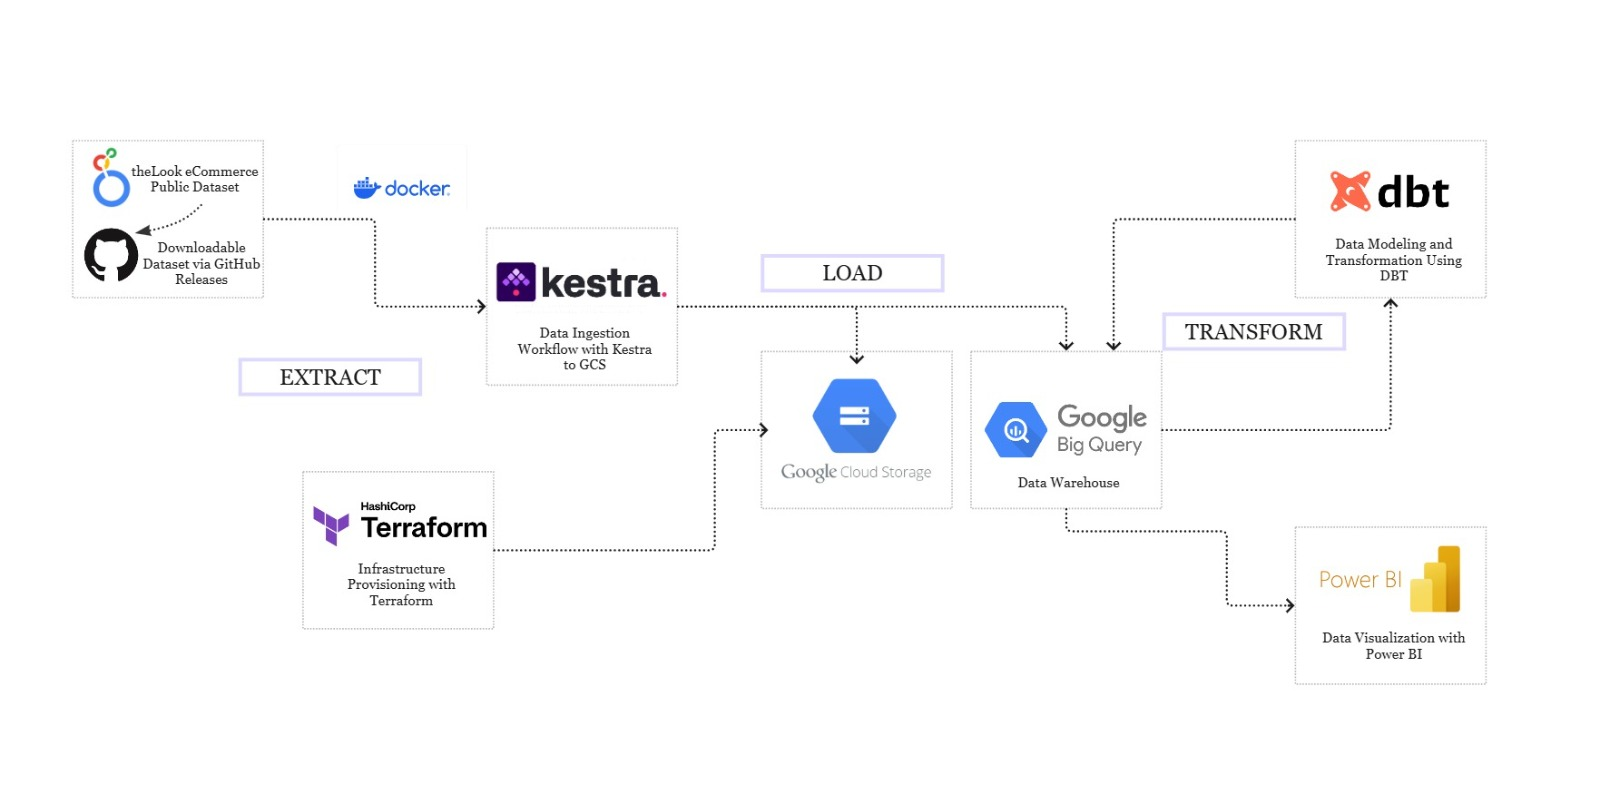 theLook eCommerce
Public Dataset
Downloadable
Dataset via GitHub
Releases
docker
EXTRACT
kestra.
Data Ingestion
Workflow with Kestra
to GCS
HashiCorp
Terraform
Infrastructure
Provisioning with
Terraform
LOAD
Google Cloud Storage
Google
Big Query
Data Warehouse
TRANSFORM
dbt
Data Modeling and
Transformation Using
DBT
Power BI
Data Visualization with
Power BI